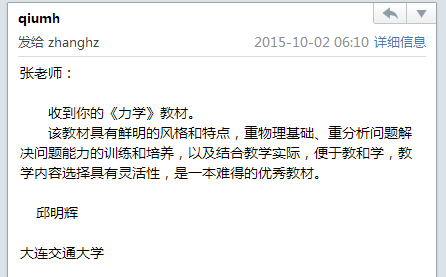 qiumh
发给 zhanghz
2015-10-02 06:10 详细信息
张老师：
收到你的《力学》教材。
该教材具有鲜明的风格和特点，重物理基础、重分析问题解
决问题能力的训练和培养，以及结合教学实际，便于教和学，教
学内容选择具有灵活性，是一本难得的优秀教材。
邱明辉
大连交通大学